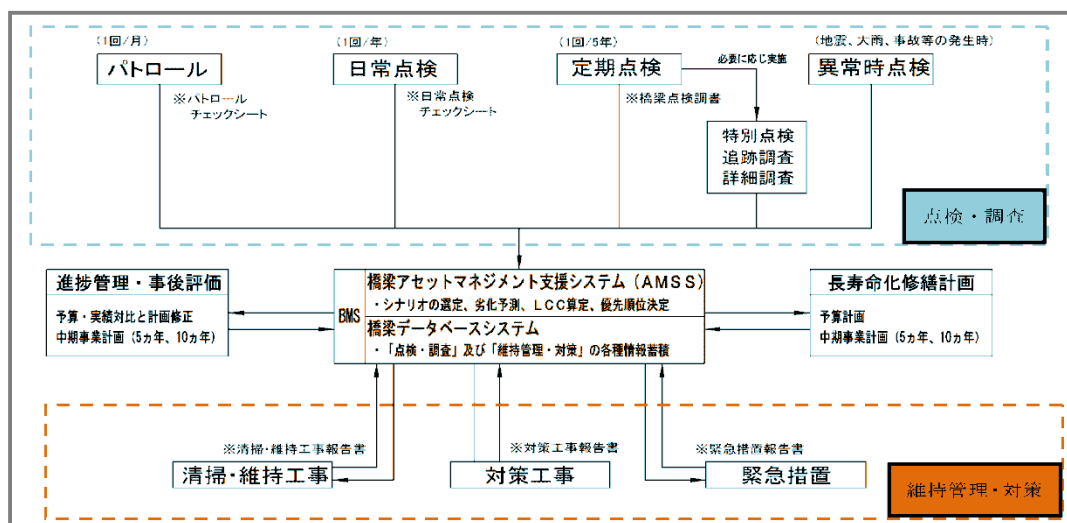 (1回/月)
(1回/年)
(1回/5年)
(地震、大雨、事故等の発生時)
パトロール
日常点検
定期点検
必要に応じ実施
異常時点検
※パトロール
チェックシート
※日常点検
チェックシート
※橋梁点検調書
特別点検
追跡調査
詳細調査
点検・調査
進捗管理・事後評価
予算・実績対比と計画修正
中期事業計画(5ヵ年、10ヵ年)
BMS
橋梁アセットマネジメント支援システム(AMSS)
・シナリオの選定、劣化予測、LCC算定、優先順位決定
橋梁データベースシステム
・「点検・調査」及び「維持管理・対策」の各種情報蓄積
長寿命化修繕計画
予算計画
中期事業計画(5ヵ年、10ヵ年)
※清掃・維持工事報告書
※対策工事報告書
※緊急措置報告書
清掃・維持工事
対策工事
緊急措置
維持管理・対策